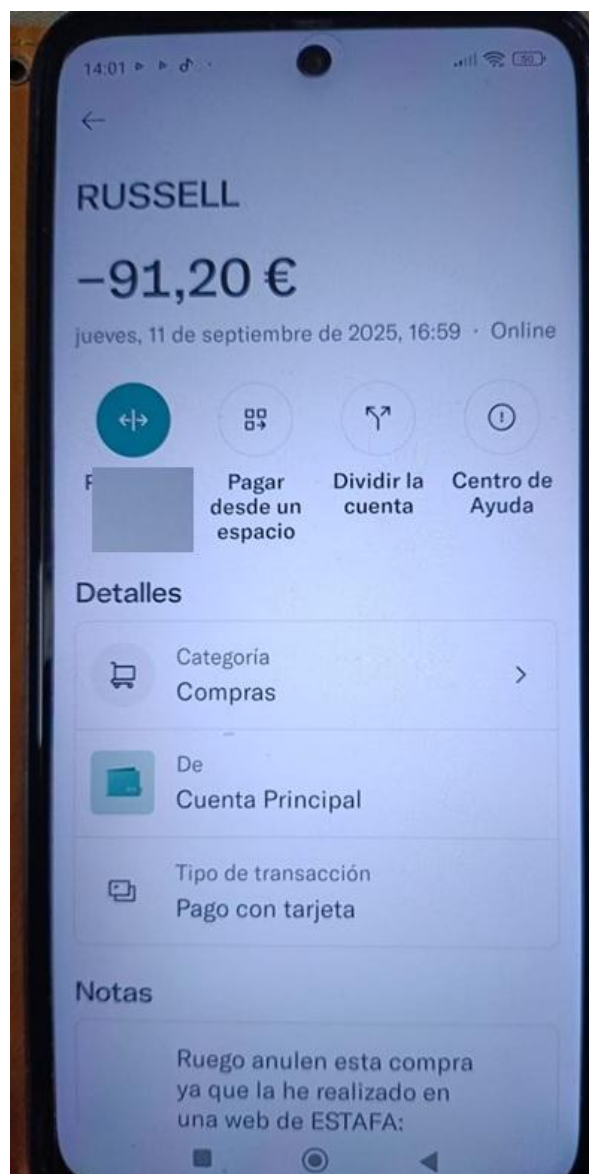 14:01
50
RUSSELL
−91,20 €
jueves, 11 de septiembre de 2025, 16:59 · Online
Pagar
desde un
espacio
Dividir la
cuenta
Centro de
Ayuda
Detalles
Categoría
Compras
De
Cuenta Principal
Tipo de transacción
Pago con tarjeta
Notas
Ruego anulen esta compra
ya que la he realizado en
una web de ESTAFA: